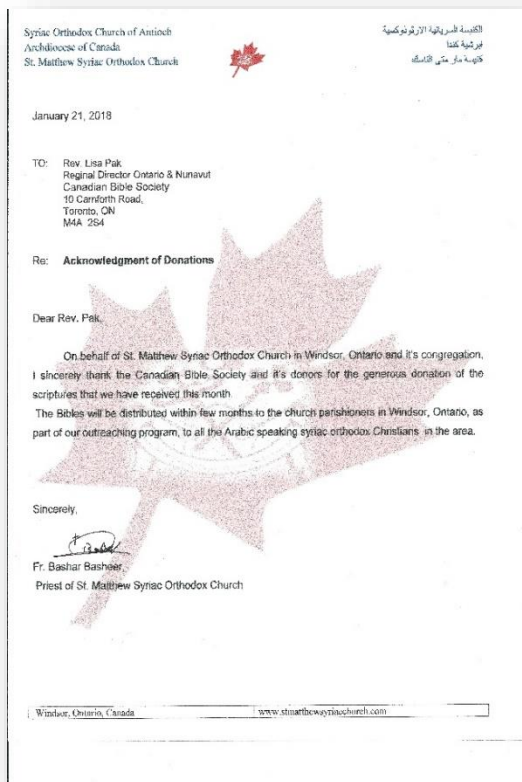 Syriac Orthodox Church of Antioch
Archdiocese of Canada
St. Matthew Syriac Orthodox Church
الكنيسة السريانية الارثوذوكسية
ابرشية كندا
كنيسة مار متى الناسك
January 21, 2018
TO: Rev. Lisa Pak
Reginal Director Ontario & Nunavut
Canadian Bible Society
10 Carnforth Road,
Toronto, ON
M4A 2S4
Re: Acknowledgment of Donations
Dear Rev. Pak,
On behalf of St. Matthew Syriac Orthodox Church in Windsor, Ontario and it's congregation,
I sincerely thank the Canadian Bible Society and it's donors for the generous donation of the
scriptures that we have received this month.
The Bibles will be distributed within few months to the church parishioners in Windsor, Ontario, as
part of our outreaching program, to all the Arabic speaking syriac orthodox Christians in the area.
Sincerely,
Fr. Bashar Basheer,
Priest of St. Matthew Syriac Orthodox Church
Windsor, Ontario, Canada
www.stmatthewsyriacchurch.com